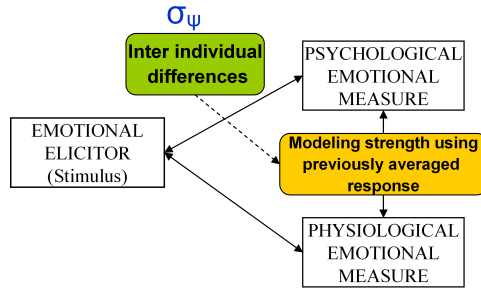 σψ
Inter individual
differences
PSYCHOLOGICAL
EMOTIONAL
MEASURE
EMOTIONAL
ELICITOR
(Stimulus)
Modeling strength using
previously averaged
response
PHYSIOLOGICAL
EMOTIONAL
MEASURE